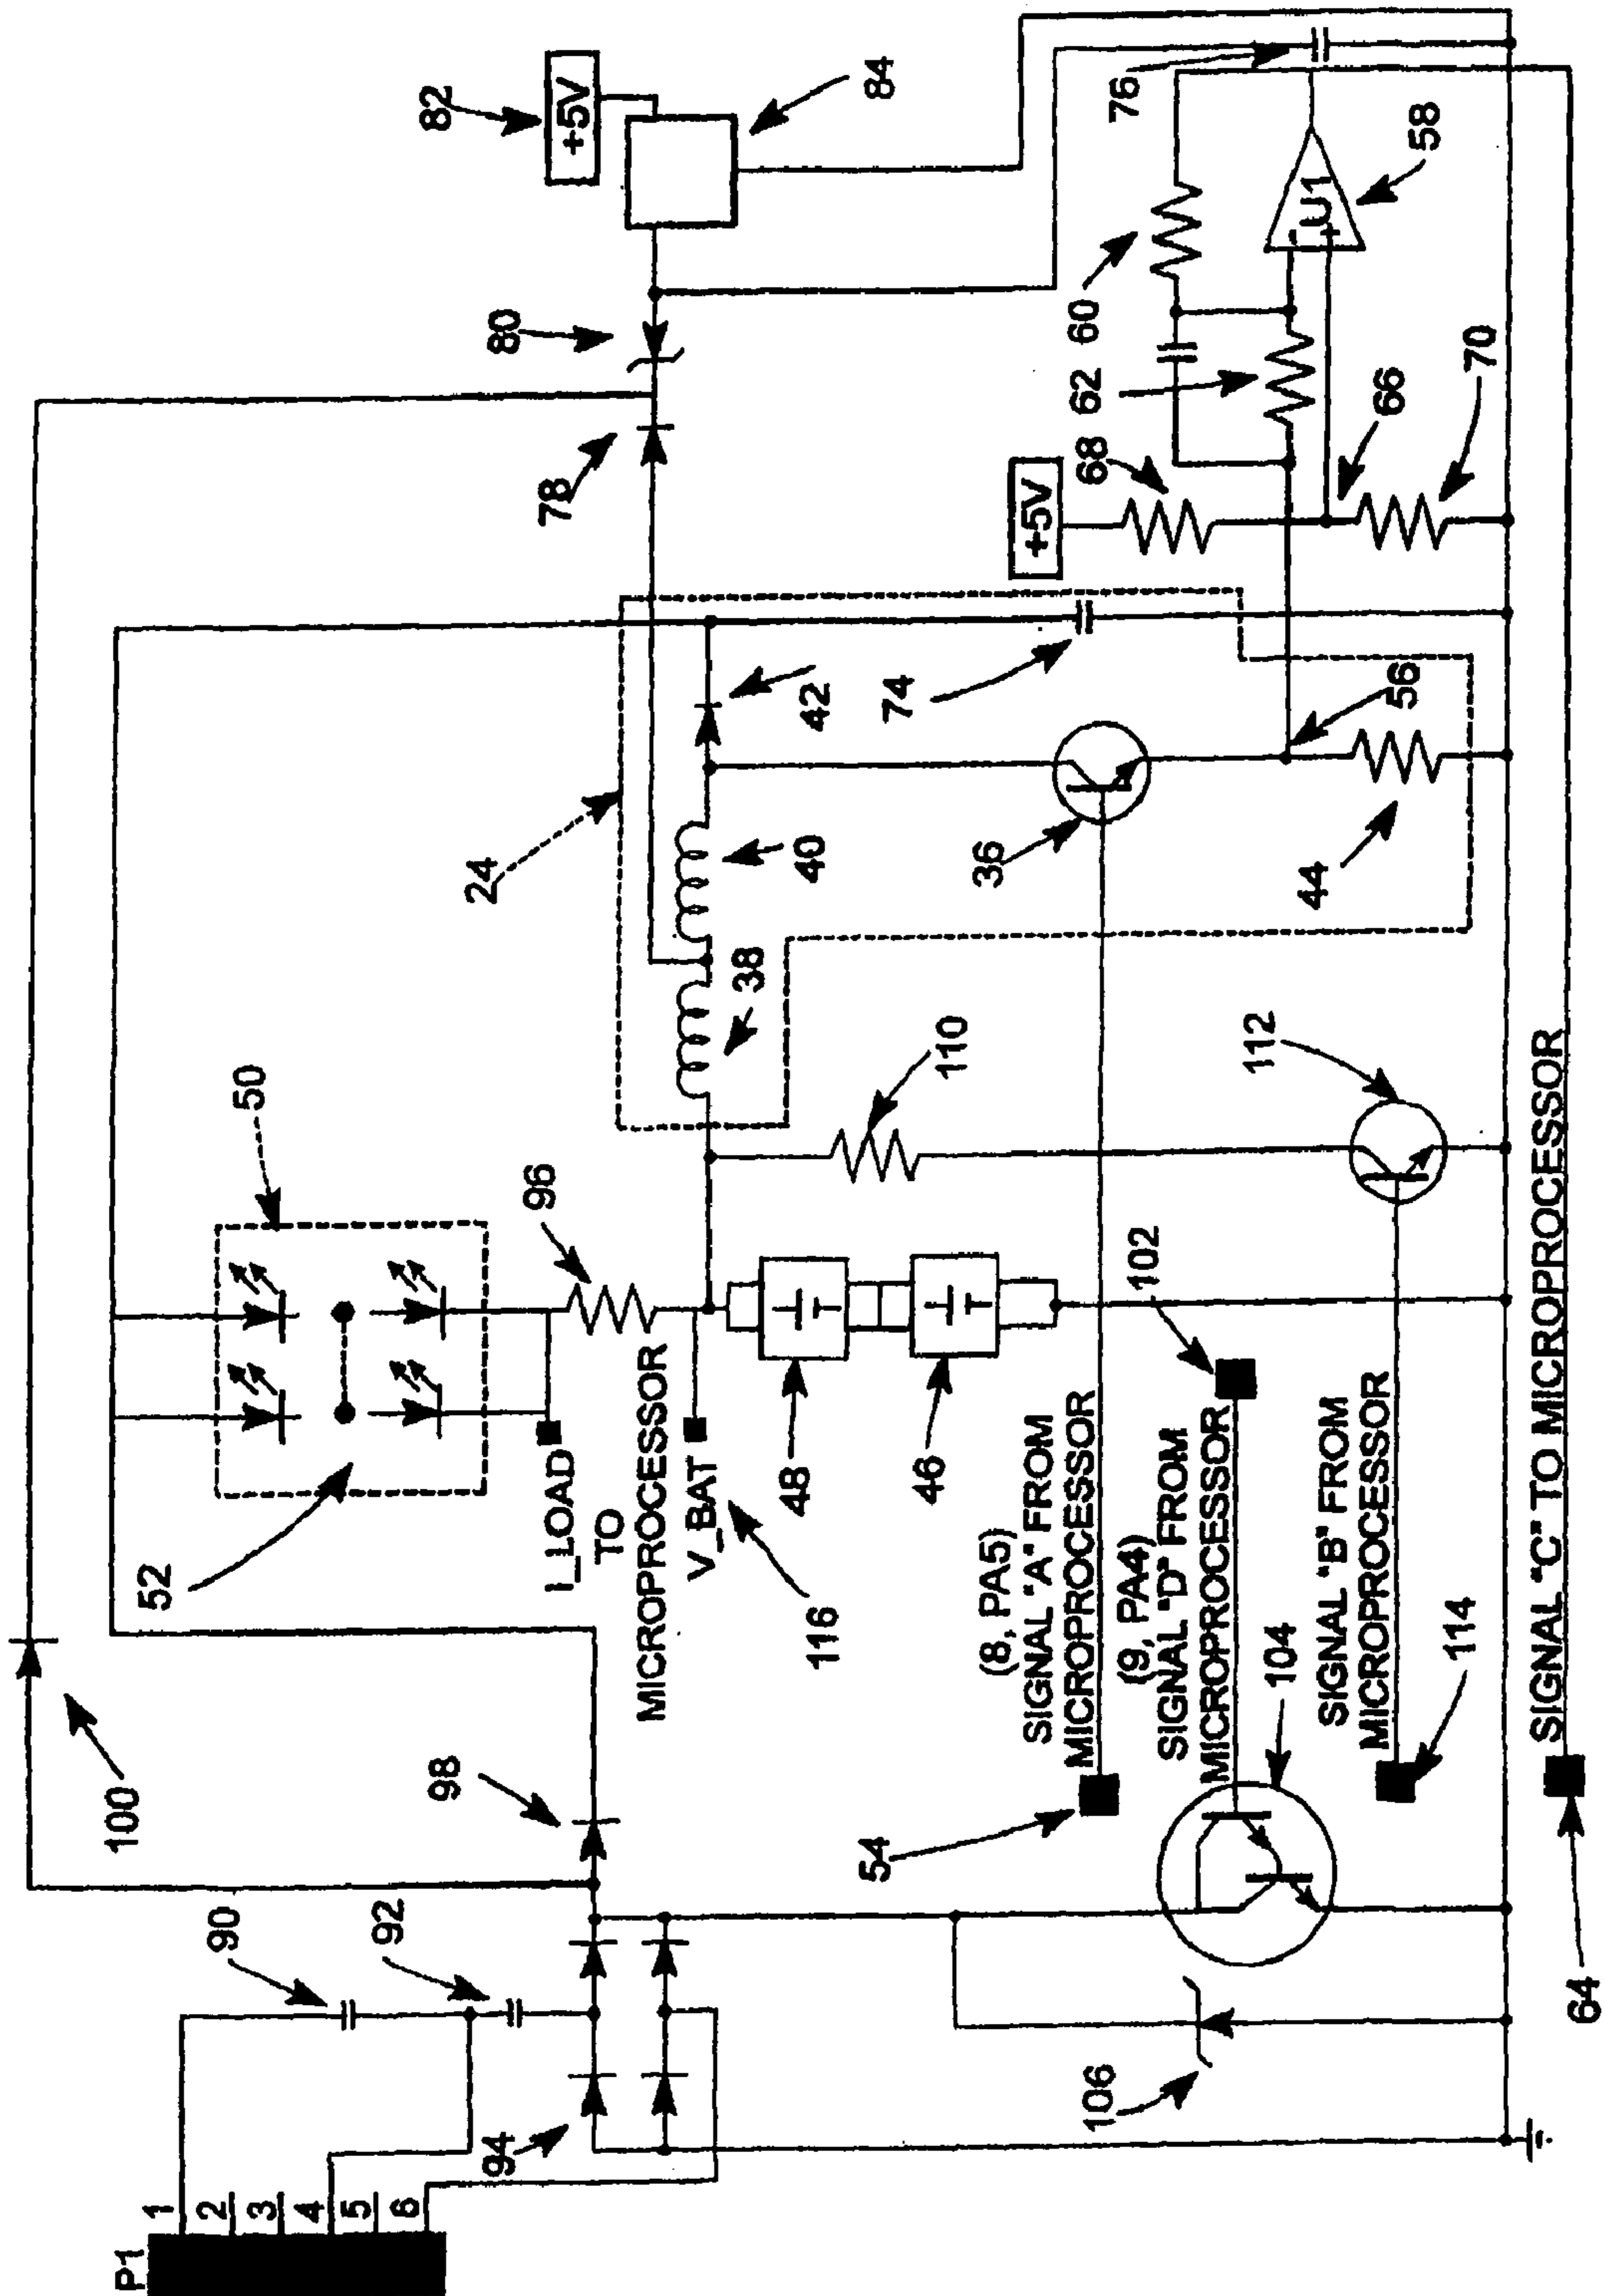 P1
1
2
3
4
5
6
90
92
94
98
100
106
104
54
64
114
52
50
96
I_LOAD
TO
MICROPROCESSOR
V_BAT
116
48
46
(8, PA5)
SIGNAL "A" FROM
MICROPROCESSOR
(9, PA4)
SIGNAL "D" FROM
MICROPROCESSOR
102
SIGNAL "B" FROM
MICROPROCESSOR
SIGNAL "C" TO MICROPROCESSOR
110
112
24
38
40
42
36
44
56
74
78
80
82
+5V
84
+5V
68
62
60
66
70
76
U1
-
+
58